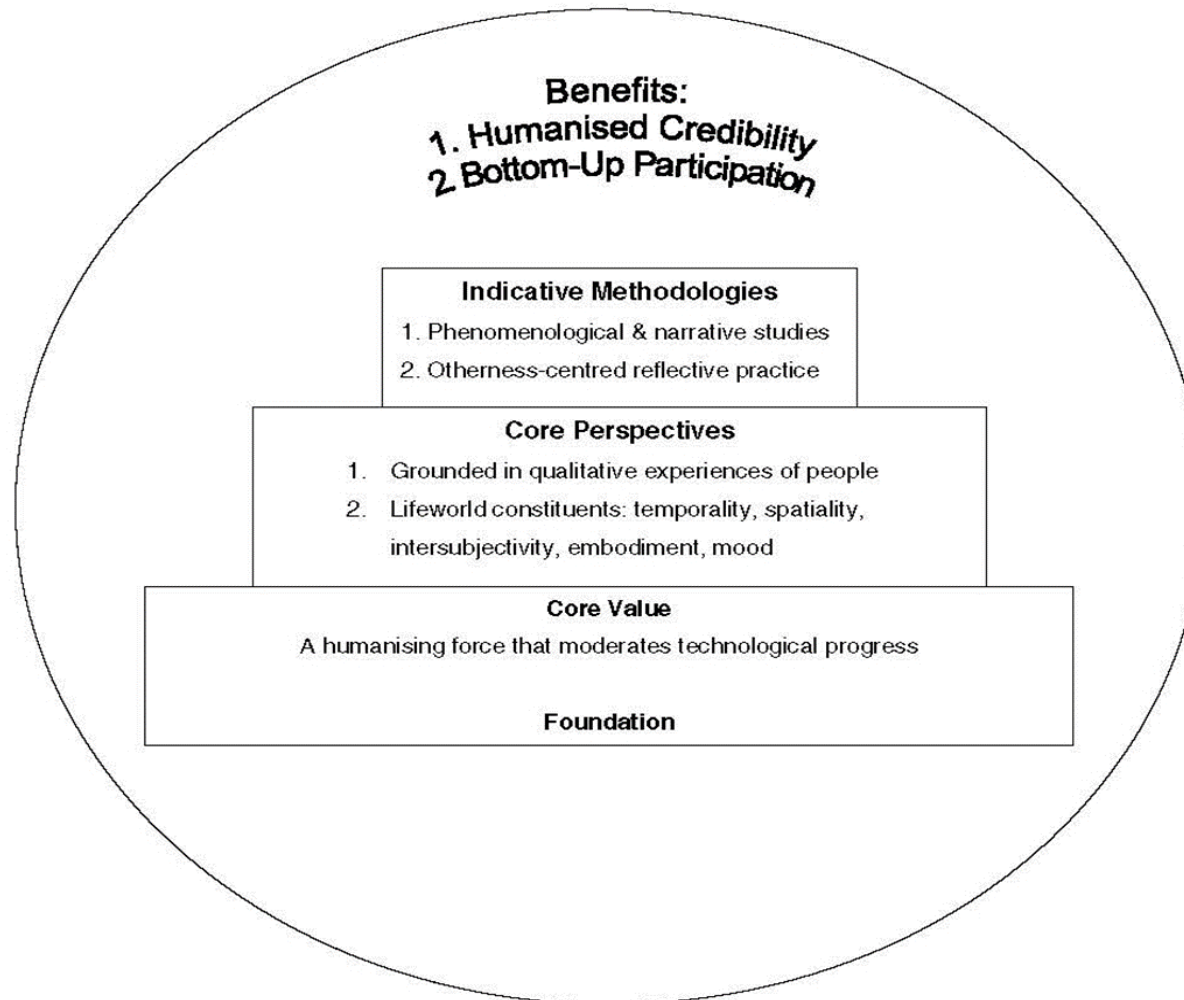 Benefits:
1. Humanised Credibility
2. Bottom-Up Participation
Indicative Methodologies
1. Phenomenological & narrative studies
2. Otherness-centred reflective practice
Core Perspectives
1. Grounded in qualitative experiences of people
2. Lifeworld constituents: temporality, spatiality,
intersubjectivity, embodiment, mood
Core Value
A humanising force that moderates technological progress
Foundation